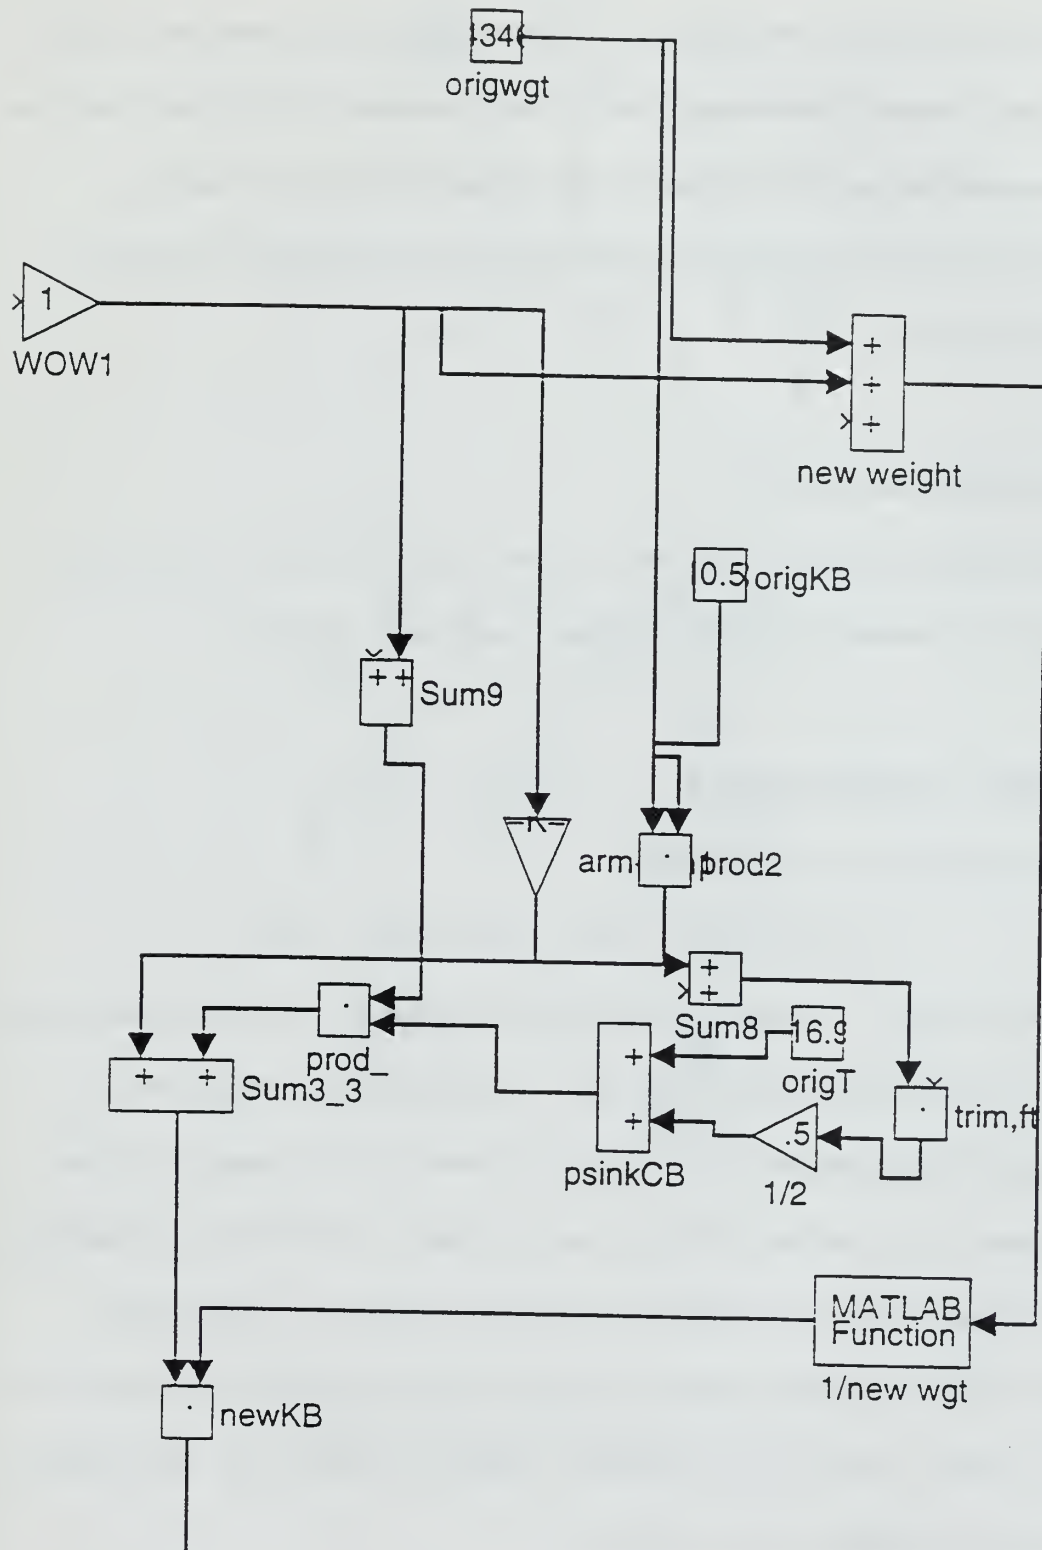 34
origwgt
1
WOW1
+
+
+
new weight
0.5 origKB
+ + Sum9
-K-
arm prod2
+
+
Sum8
16.9
origT
prod_
+ + Sum3_3
+
+
psinkCB
.5
1/2
trim,ft
MATLAB
Function
1/new wgt
newKB